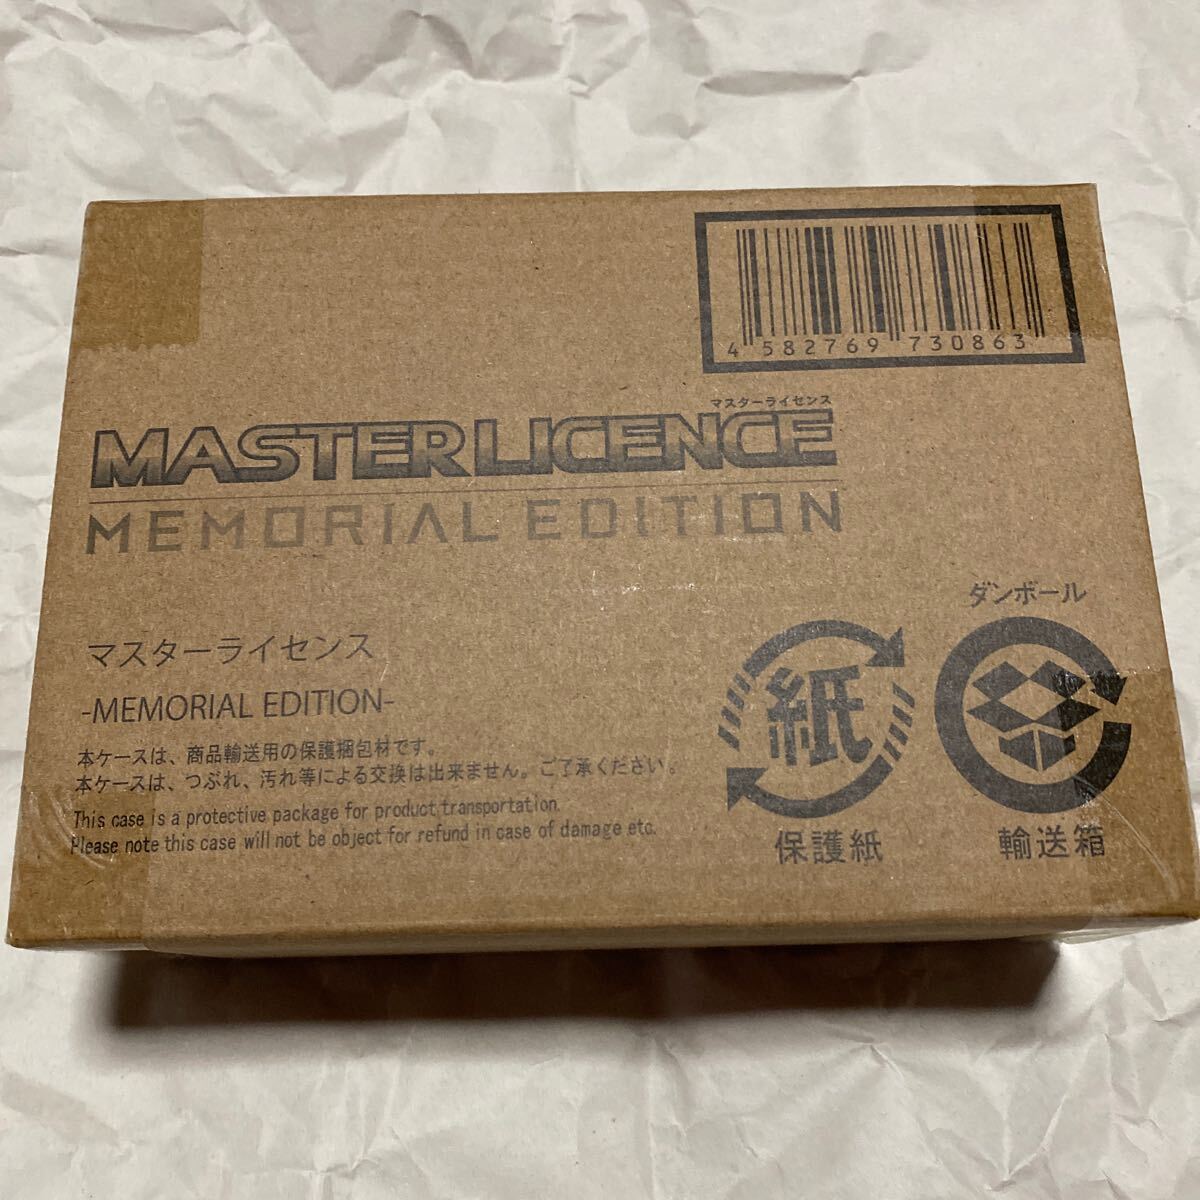 4 582769 730863
マスターライセンス
MASTER LICENCE
MEMORIAL EDITION
マスターライセンス
-MEMORIAL EDITION-
本ケースは、商品輸送用の保護梱包材です。
本ケースは、つぶれ、汚れ等による交換は出来ません。ご了承ください。
This case is a protective package for product transportation.
Please note this case will not be object for refund in case of damage etc.
紙
保護紙
ダンボール
輸送箱